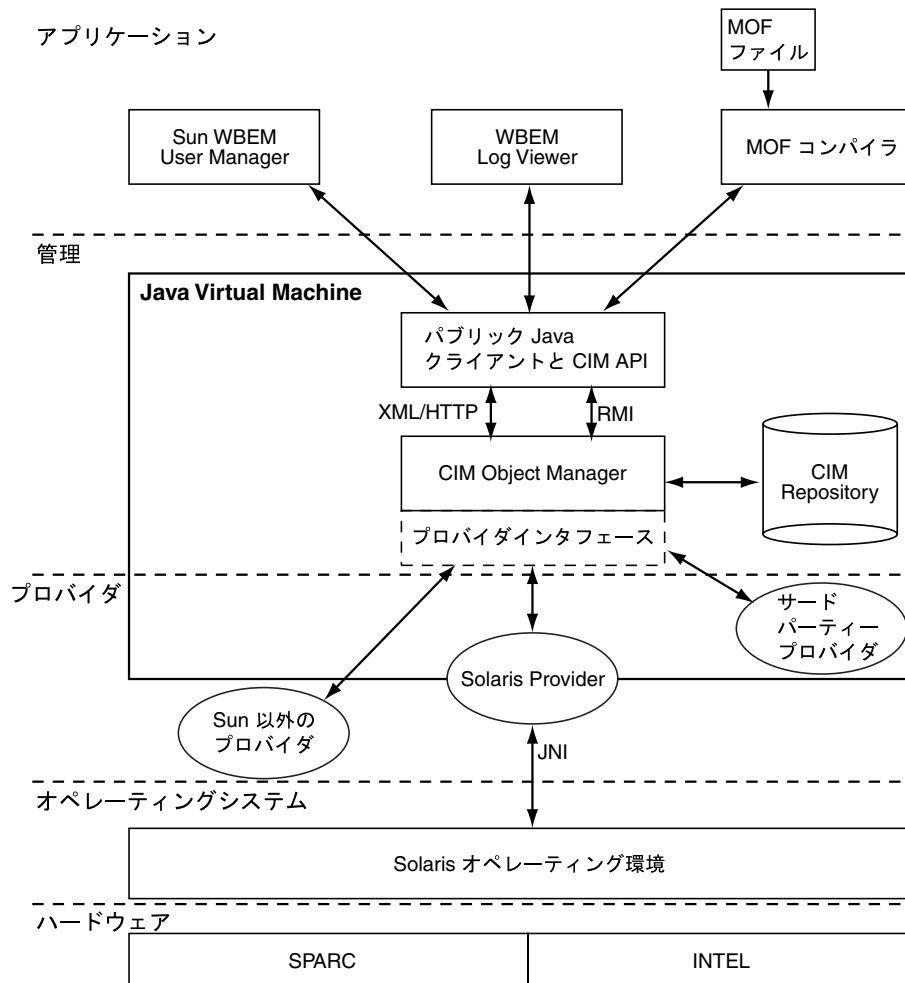 アプリケーション
MOF
ファイル
Sun WBEM
User Manager
WBEM
Log Viewer
MOF コンパイラ
管理
Java Virtual Machine
パブリック Java
クライアントと CIM API
XML/HTTP
RMI
CIM Object Manager
CIM
Repository
プロバイダインタフェース
プロバイダ
サード
パーティー
プロバイダ
Solaris Provider
Sun 以外の
プロバイダ
JNI
オペレーティングシステム
Solaris オペレーティング環境
ハードウェア
SPARC
INTEL